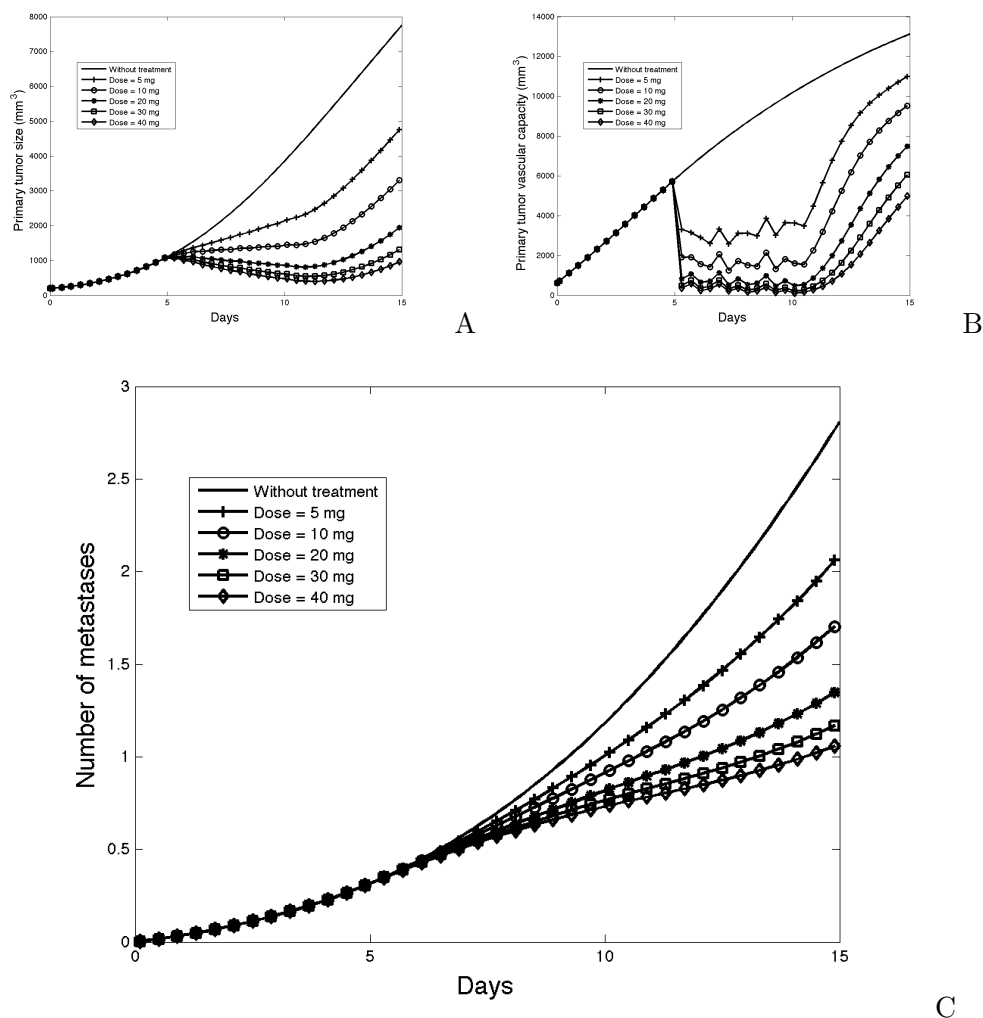 8000
7000
6000
5000
4000
3000
2000
1000
0
Primary tumor size (mm3)
Without treatment
Dose = 5 mg
Dose = 10 mg
Dose = 20 mg
Dose = 30 mg
Dose = 40 mg
0 5 10 15
Days
A
14000
12000
10000
8000
6000
4000
2000
0
Primary tumor vascular capacity (mm3)
Without treatment
Dose = 5 mg
Dose = 10 mg
Dose = 20 mg
Dose = 30 mg
Dose = 40 mg
0 5 10 15
Days
B
3
2.5
2
1.5
1
0.5
0
Number of metastases
Without treatment
Dose = 5 mg
Dose = 10 mg
Dose = 20 mg
Dose = 30 mg
Dose = 40 mg
0 5 10 15
Days
C